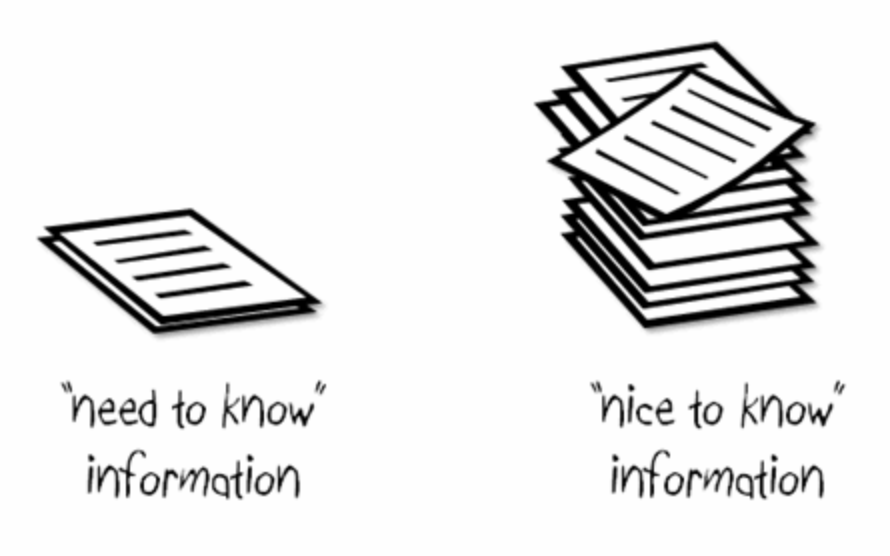 "need to know"
information
"nice to know"
information